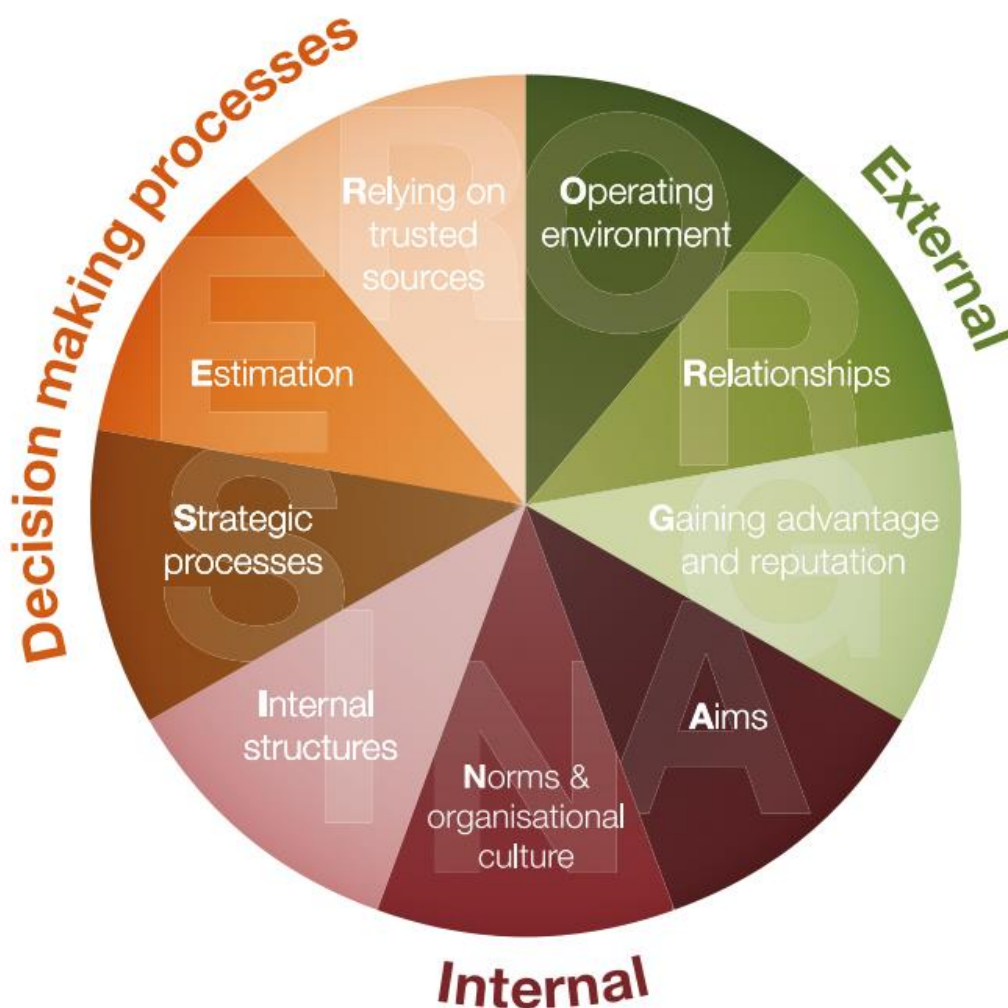 Decision making processes
External
Internal
Operating
environment
Relationships
Gaining advantage
and reputation
Aims
Norms &
organisational
culture
Internal
structures
Strategic
processes
Estimation
Relying on
trusted
sources
O
R
G
A
N
I
S
E
R